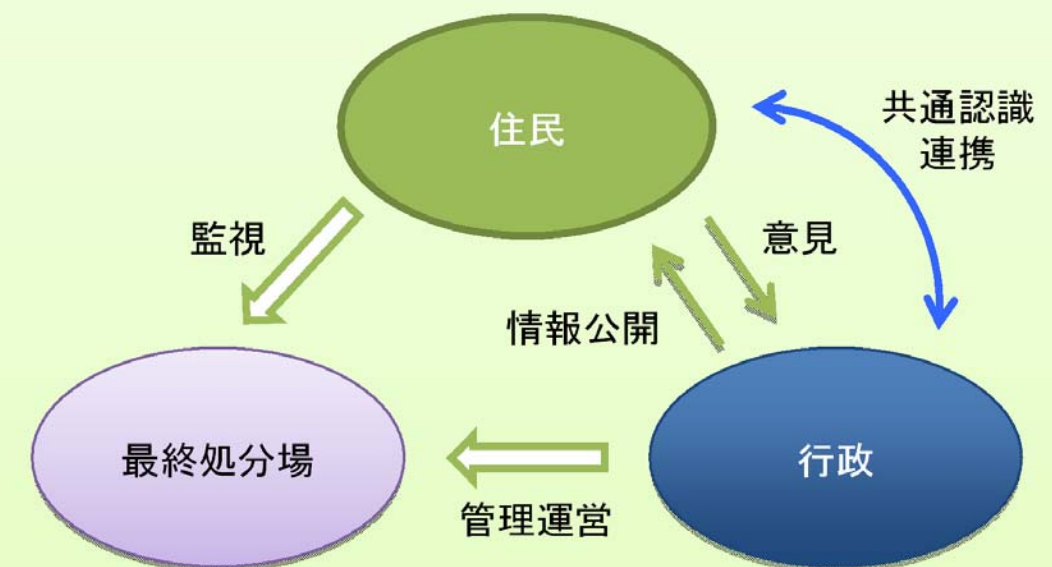 住民
共通認識
連携
監視
意見
情報公開
最終処分場
行政
管理運営